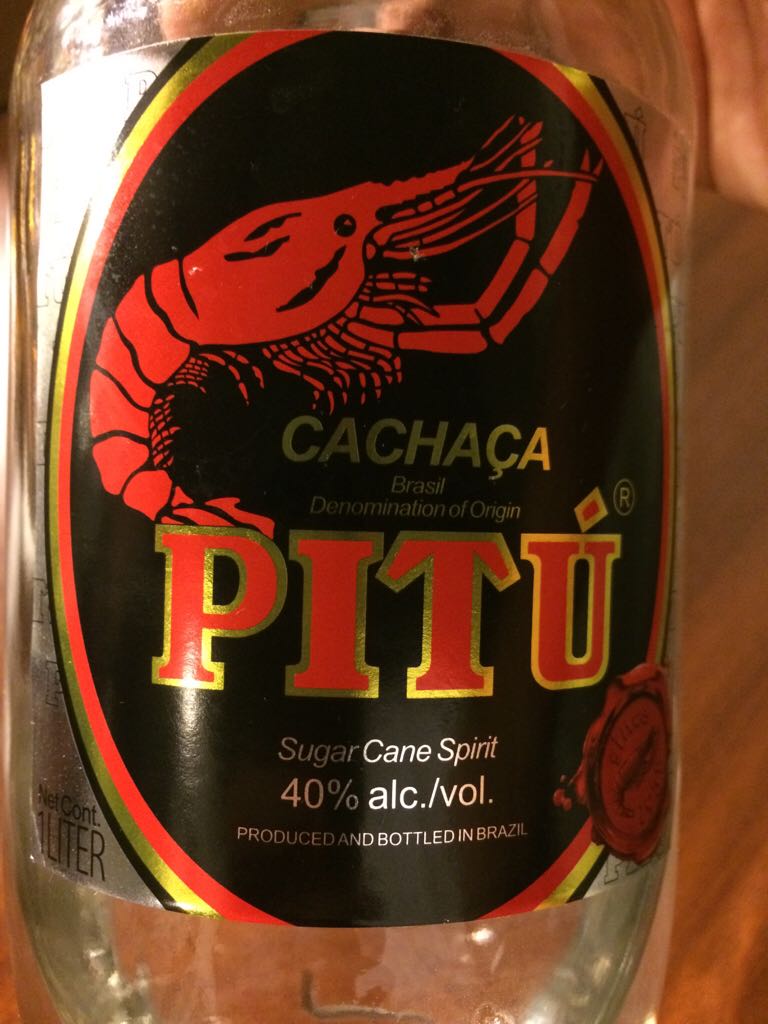 CACHAÇA
Brasil
Denomination of Origin
PITÚ®
Sugar Cane Spirit
40% alc./vol.
PRODUCED AND BOTTLED IN BRAZIL
Net Cont.
1 LITER